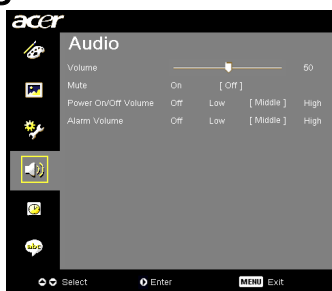 acer
Audio
Volume 50
Mute On [ Off ]
Power On/Off Volume Off Low [ Middle ] High
Alarm Volume Off Low [ Middle ] High
abc
Select Enter MENU Exit